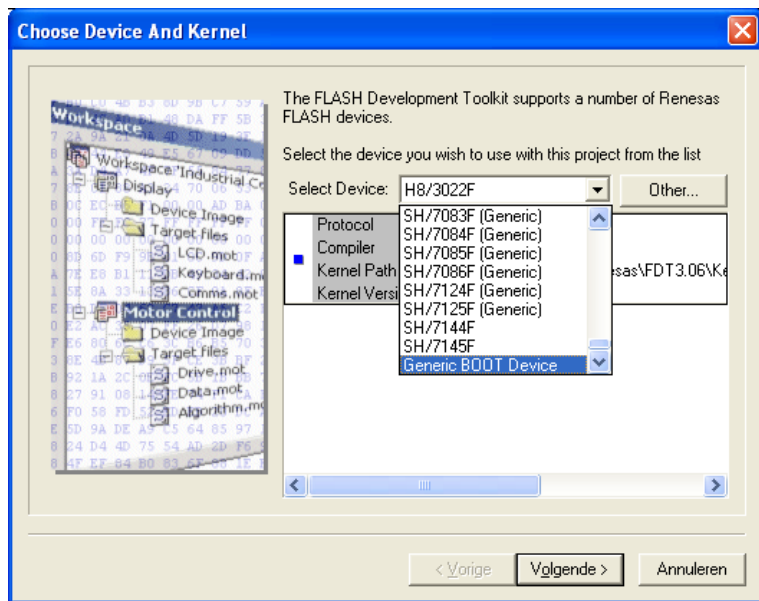 Choose Device And Kernel
The FLASH Development Toolkit supports a number of Renesas
FLASH devices.
Select the device you wish to use with this project from the list
Select Device:
H8/3022F
Other...
Protocol
Compiler
Kernel Path
Kernel Versi
sas\FDT3.06\Ke
SH/7083F (Generic)
SH/7084F (Generic)
SH/7085F (Generic)
SH/7086F (Generic)
SH/7124F (Generic)
SH/7125F (Generic)
SH/7144F
SH/7145F
Generic BOOT Device
Workspace
Workspace 'Industrial Co
Display
Device Image
Target files
LCD.mot
Keyboard.m
Comms.mot
Motor Control
Device Image
Target files
Drive.mot
Data.mot
Algorithm.mo
< Vorige
Volgende >
Annuleren